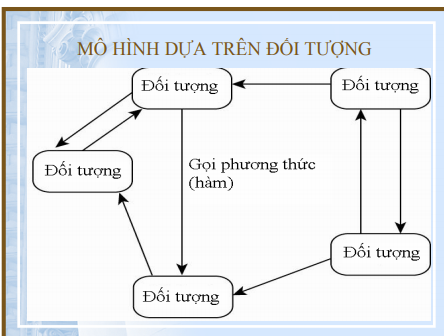 MÔ HÌNH DỰA TRÊN ĐỐI TƯỢNG
Đối tượng
Đối tượng
Đối tượng
Gọi phương thức
(hàm)
Đối tượng
Đối tượng